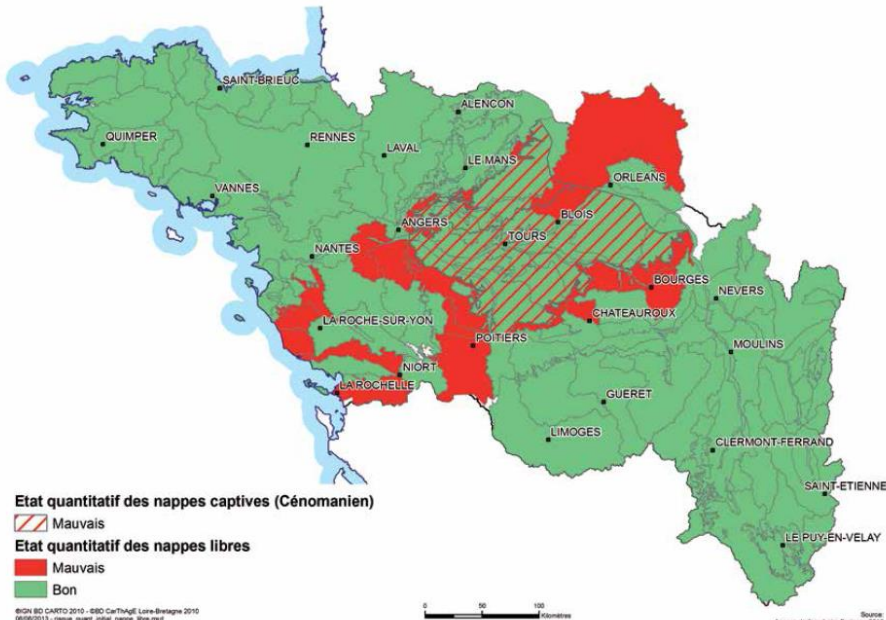 SAINT-BRIEUC
ALENCON
QUIMPER
RENNES
LAVAL
LE MANS
ORLEANS
VANNES
BLOIS
ANGERS
TOURS
NANTES
BOURGES
NEVERS
CHATEAUROUX
LA ROCHE-SUR-YON
POITIERS
MOULINS
NIORT
LA ROCHELLE
GUERET
LIMOGES
CLERMONT-FERRAND
SAINT-ETIENNE
LE PUY-EN-VELAY
Etat quantitatif des nappes captives (Cénomanien)
Mauvais
Etat quantitatif des nappes libres
Mauvais
Bon
0 50 100
Kilomètres
©IGN BD CARTO 2010 - ©BD CarThAgE Loire-Bretagne 2010
Source: